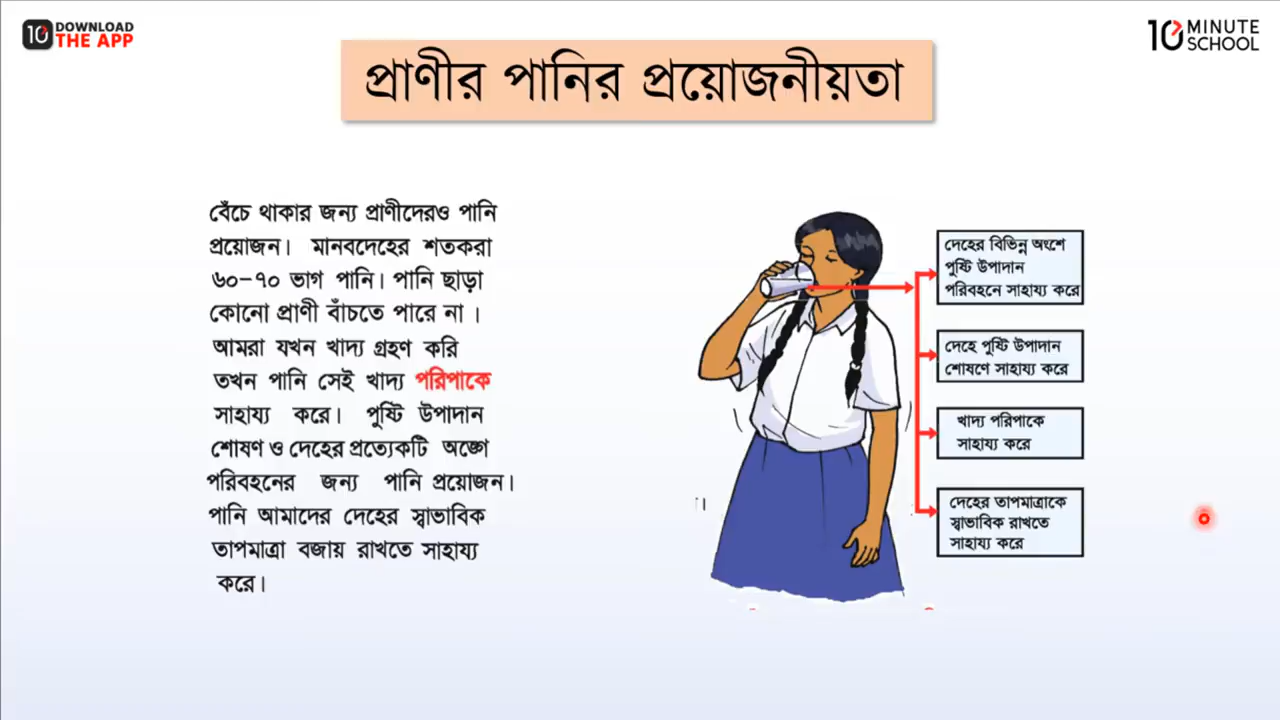 DOWNLOAD
THE APP
10 MINUTE
SCHOOL
প্রাণীর পানির প্রয়োজনীয়তা
বেঁচে থাকার জন্য প্রাণীদেরও পানি
প্রয়োজন। মানবদেহের শতকরা
৬০-৭০ ভাগ পানি। পানি ছাড়া
কোনো প্রাণী বাঁচতে পারে না ।
আমরা যখন খাদ্য গ্রহণ করি
তখন পানি সেই খাদ্য পরিপাকে
সাহায্য করে। পুষ্টি উপাদান
শোষণ ও দেহের প্রত্যেকটি অঙ্গে
পরিবহনের জন্য পানি প্রয়োজন।
পানি আমাদের দেহের স্বাভাবিক
তাপমাত্রা বজায় রাখতে সাহায্য
করে।
দেহের বিভিন্ন অংশে
পুষ্টি উপাদান
পরিবহনে সাহায্য করে
দেহে পুষ্টি উপাদান
শোষণে সাহায্য করে
খাদ্য পরিপাকে
সাহায্য করে
দেহের তাপমাত্রাকে
স্বাভাবিক রাখতে
সাহায্য করে